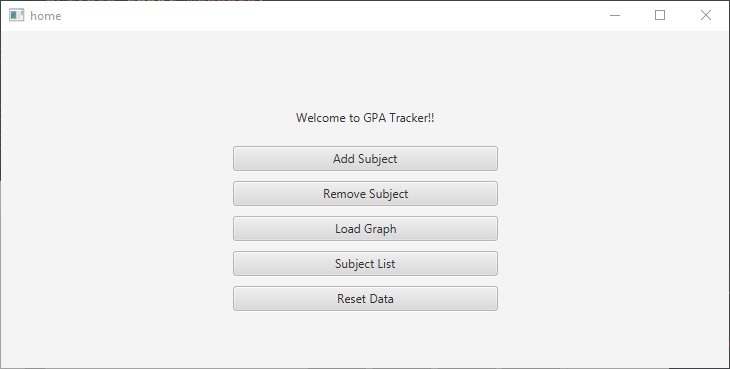 home
Welcome to GPA Tracker!!
Add Subject
Remove Subject
Load Graph
Subject List
Reset Data